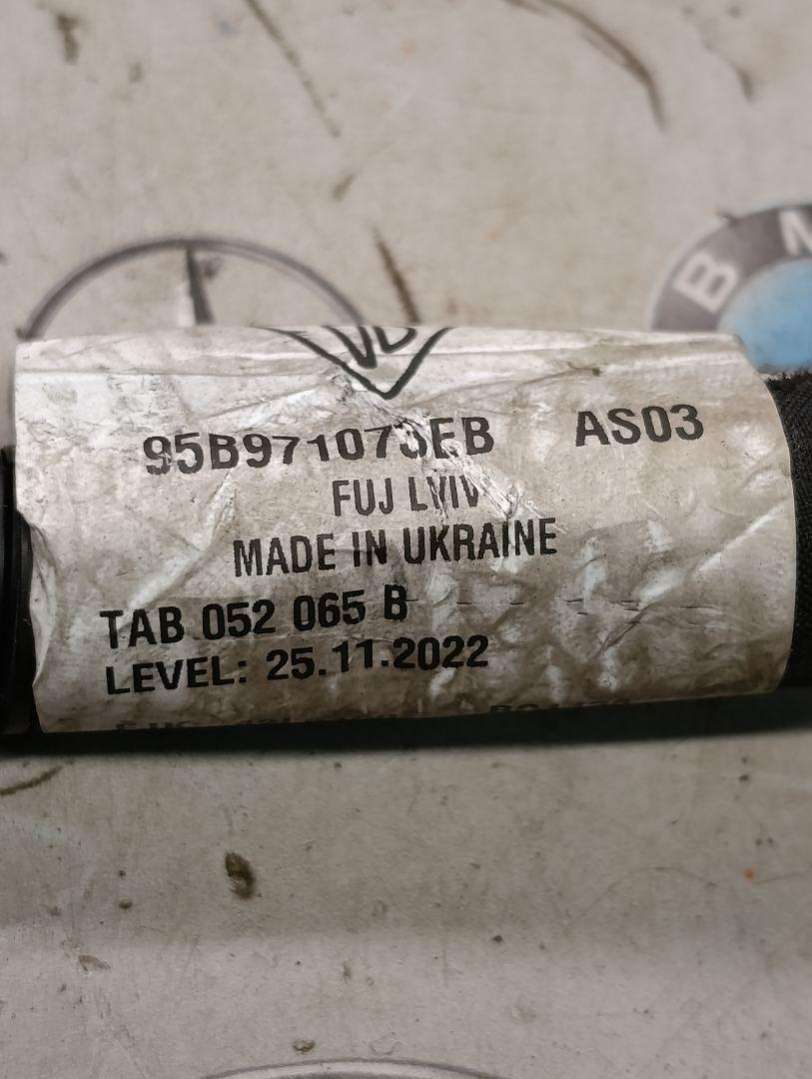 B M
95B971073EB AS03
FUJ LVIV
MADE IN UKRAINE
TAB 052 065 B
LEVEL: 25.11.2022